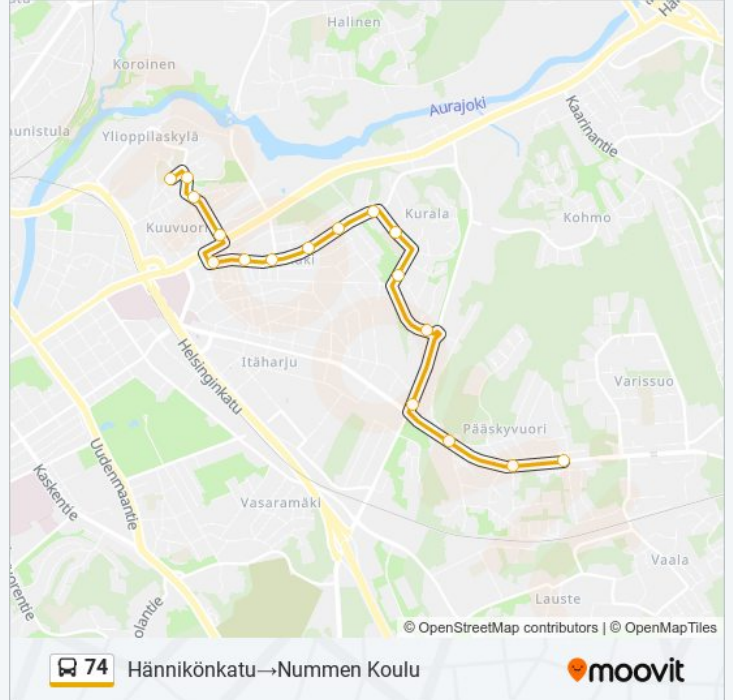 Halinen
Koroinen
Aurajoki
Kaarinantie
Ylioppilaskylä
Kurala
Kohmo
Kuuvuori
Itäharju
Helsinginkatu
Varissuo
Pääskyvuori
Uudenmaantie
Kaskentie
Vasaramäki
Vaala
Lauste
© OpenStreetMap contributors | © OpenMapTiles
74 Hännikönkatu→Nummen Koulu
moovit